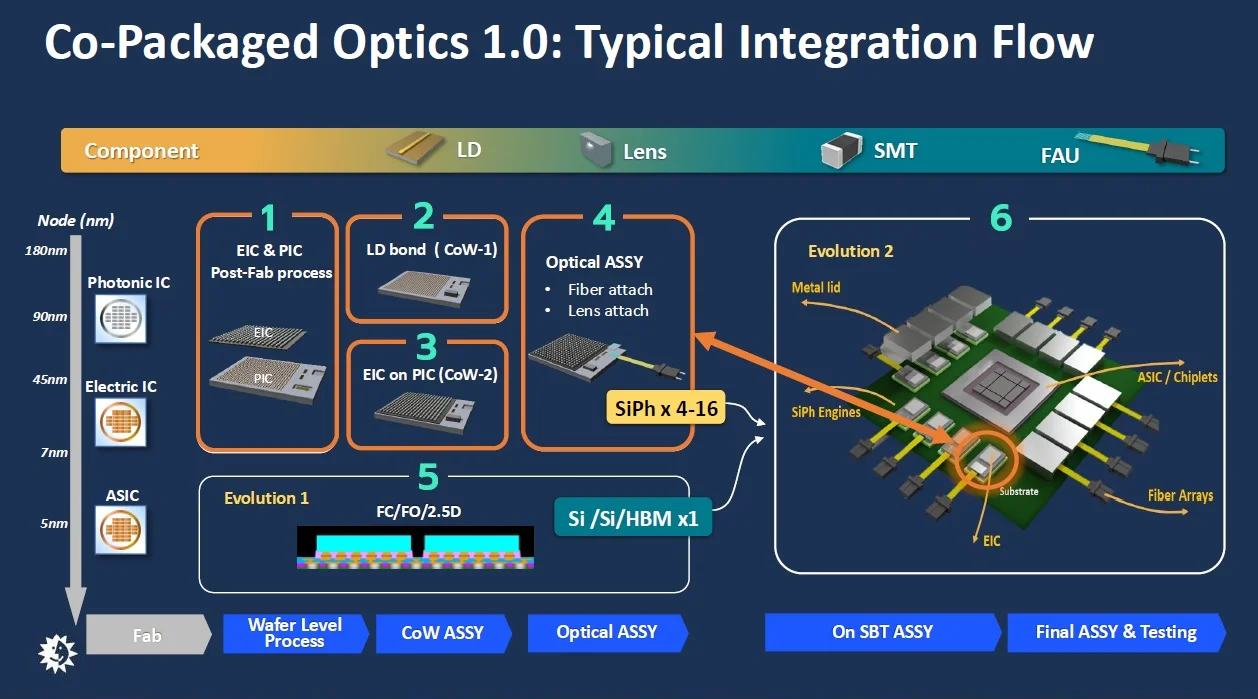 Co-Packaged Optics 1.0: Typical Integration Flow
Component
LD
Lens
SMT
FAU
Node (nm)
180nm
90nm
45nm
7nm
5nm
Photonic IC
Electric IC
ASIC
1
EIC & PIC
Post-Fab process
EIC
PIC
2
LD bond ( CoW-1)
3
EIC on PIC (CoW-2)
4
Optical ASSY
• Fiber attach
• Lens attach
SiPh x 4-16
5
Evolution 1
FC/FO/2.5D
Si /Si/HBM x1
6
Evolution 2
Metal lid
ASIC / Chiplets
SiPh Engines
Substrate
Fiber Arrays
EIC
Fab
Wafer Level
Process
CoW ASSY
Optical ASSY
On SBT ASSY
Final ASSY & Testing